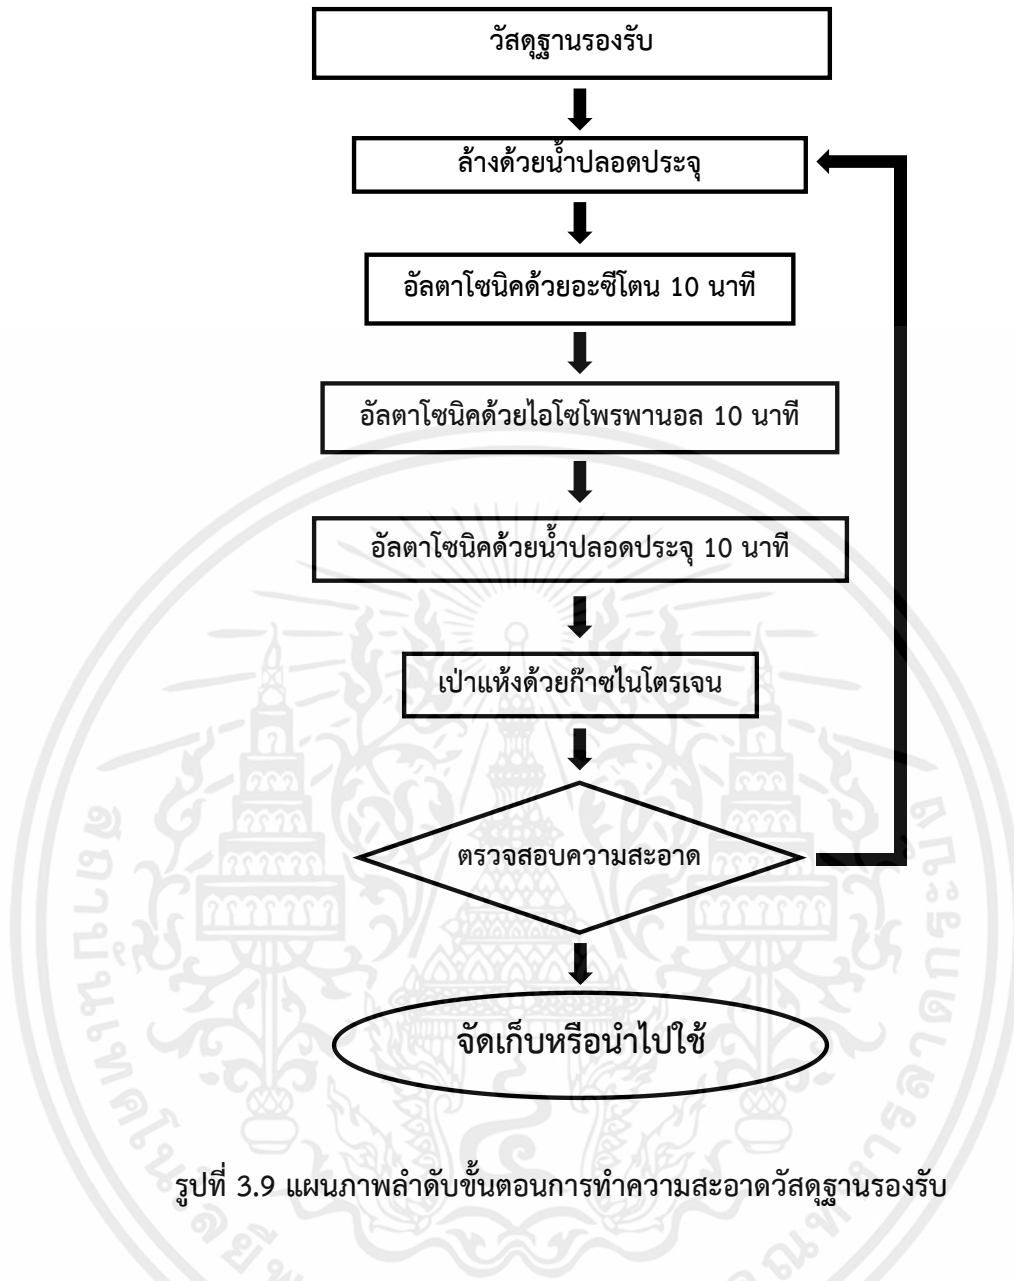 วัสดุฐานรองรับ
ล้างด้วยน้ำปลอดประจุ
อัลตาโซนิคด้วยอะซีโตน 10 นาที
อัลตาโซนิคด้วยไอโซโพรพานอล 10 นาที
อัลตาโซนิคด้วยน้ำปลอดประจุ 10 นาที
เป่าแห้งด้วยก๊าซไนโตรเจน
ตรวจสอบความสะอาด
จัดเก็บหรือนำไปใช้
รูปที่ 3.9 แผนภาพลำดับขั้นตอนการทำความสะอาดวัสดุฐานรองรับ